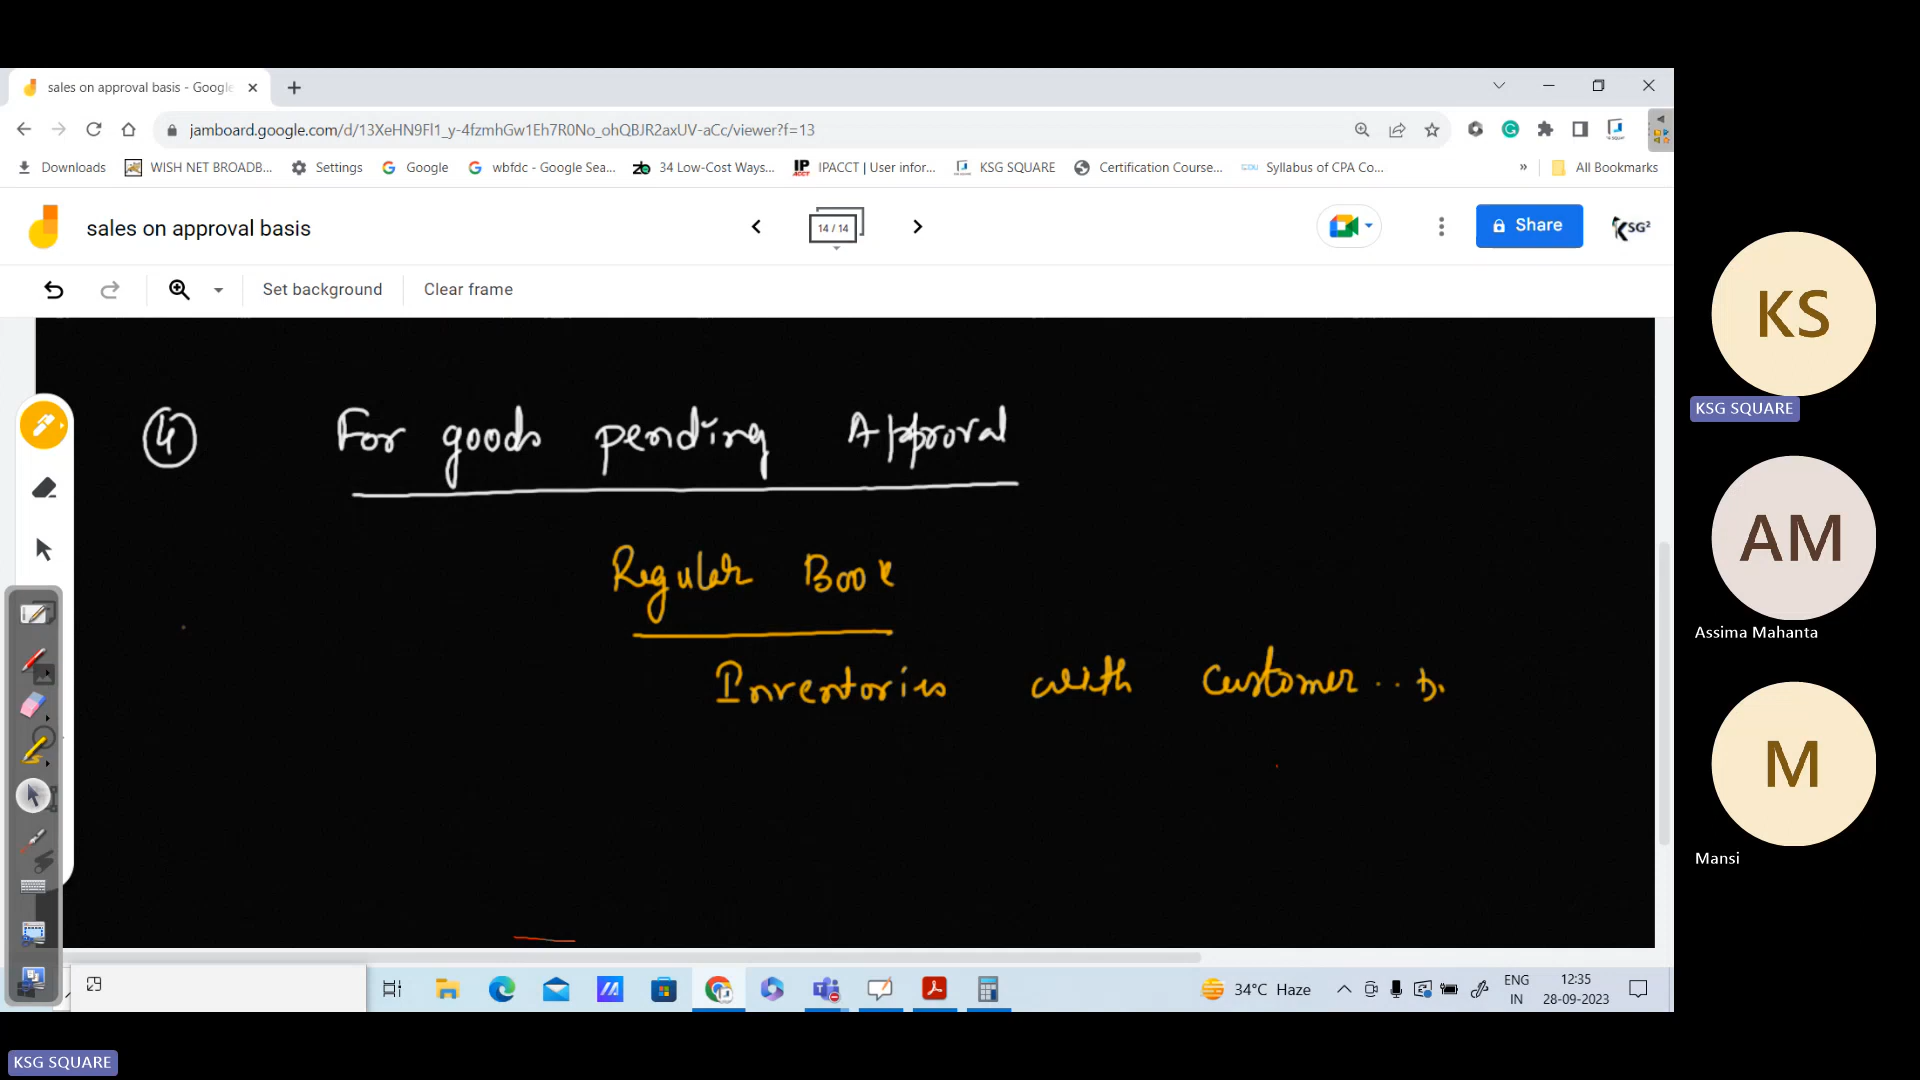 sales on approval basis - Google
jamboard.google.com/d/13XeHN9Fl1_y-4fzmhGw1Eh7R0No_ohQBJR2axUV-aCc/viewer?f=13
Downloads WISH NET BROADB... Settings Google wbfdc - Google Sea... 34 Low-Cost Ways... IPACCT | User infor... KSG SQUARE Certification Course... Syllabus of CPA Co... » All Bookmarks
sales on approval basis 14 / 14 Share KSG²
Set background Clear frame
④ For goods pending Approval
Regular Book
Inventories with customer .. Dr.
KS
KSG SQUARE
AM
Assima Mahanta
M
Mansi
34°C Haze ENG IN 12:35 28-09-2023
KSG SQUARE